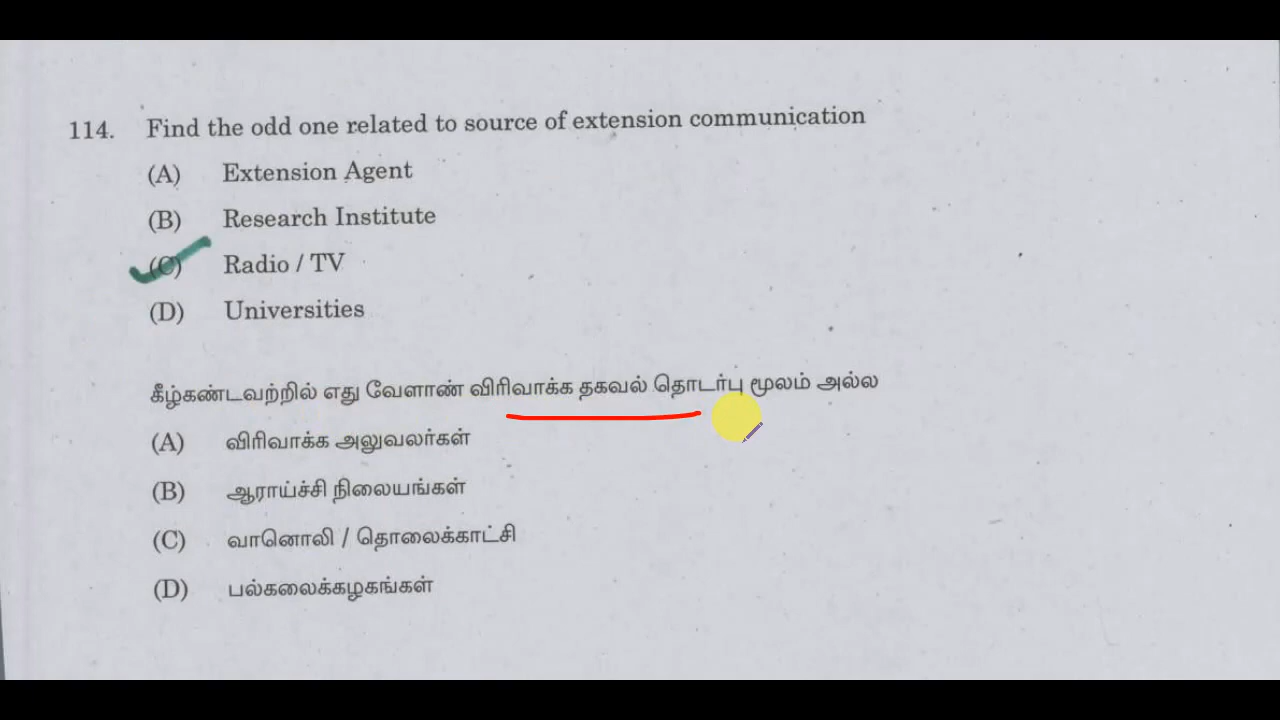 114. Find the odd one related to source of extension communication
(A) Extension Agent
(B) Research Institute
(C) Radio / TV
(D) Universities
கீழ்கண்டவற்றில் எது வேளாண் விரிவாக்க தகவல் தொடர்பு மூலம் அல்ல
(A) விரிவாக்க அலுவலர்கள்
(B) ஆராய்ச்சி நிலையங்கள்
(C) வானொலி / தொலைக்காட்சி
(D) பல்கலைக்கழகங்கள்